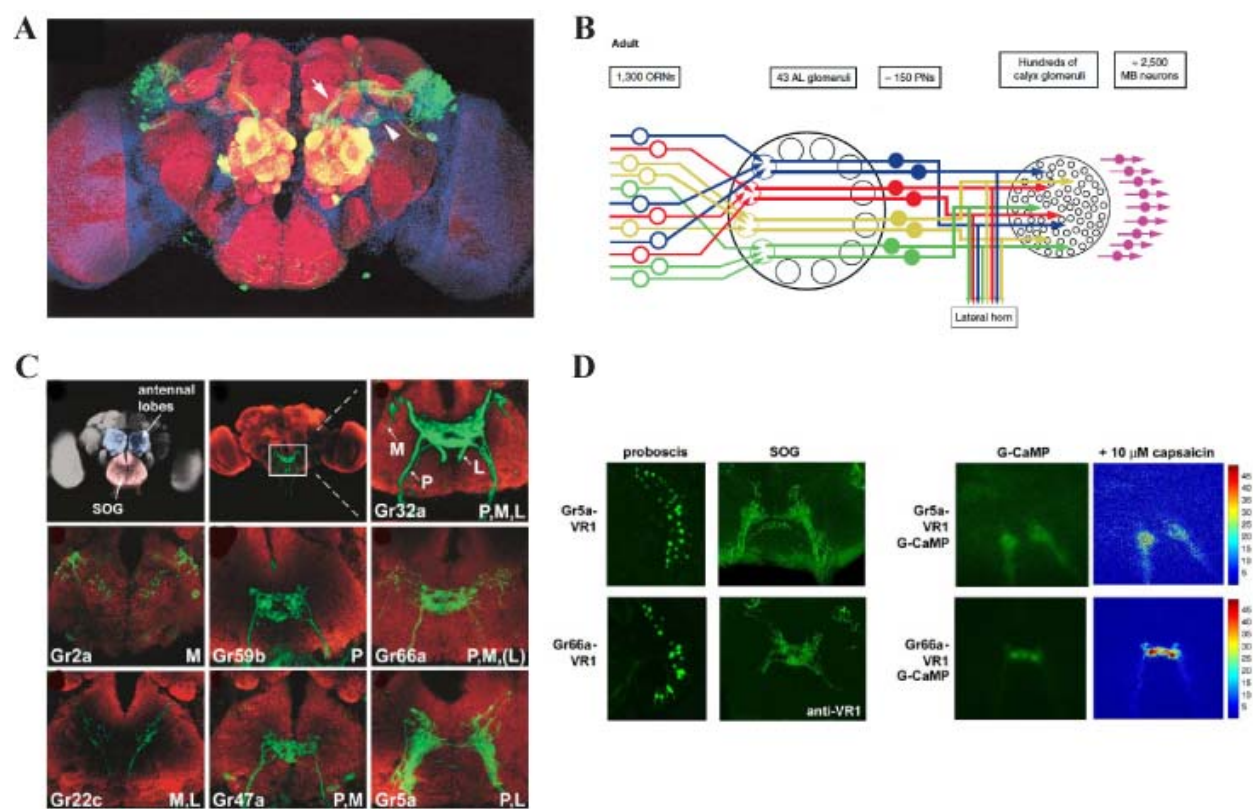 A
B
Adult
1,300 ORNs
43 AL glomeruli
~ 150 PNs
Hundreds of
calyx glomeruli
≈ 2,500
MB neurons
Lateral horn
C
antennal
lobes
SOG
M
P
L
Gr32a P,M,L
Gr2a M
Gr59b P
Gr66a P,M,(L)
Gr22c M,L
Gr47a P,M
Gr5a P,L
D
proboscis SOG
Gr5a-
VR1
Gr66a-
VR1
anti-VR1
G-CaMP + 10 μM capsaicin
Gr5a-
VR1
G-CaMP
45
40
35
30
25
20
15
10
5
Gr66a-
VR1
G-CaMP
45
40
35
30
25
20
15
10
5